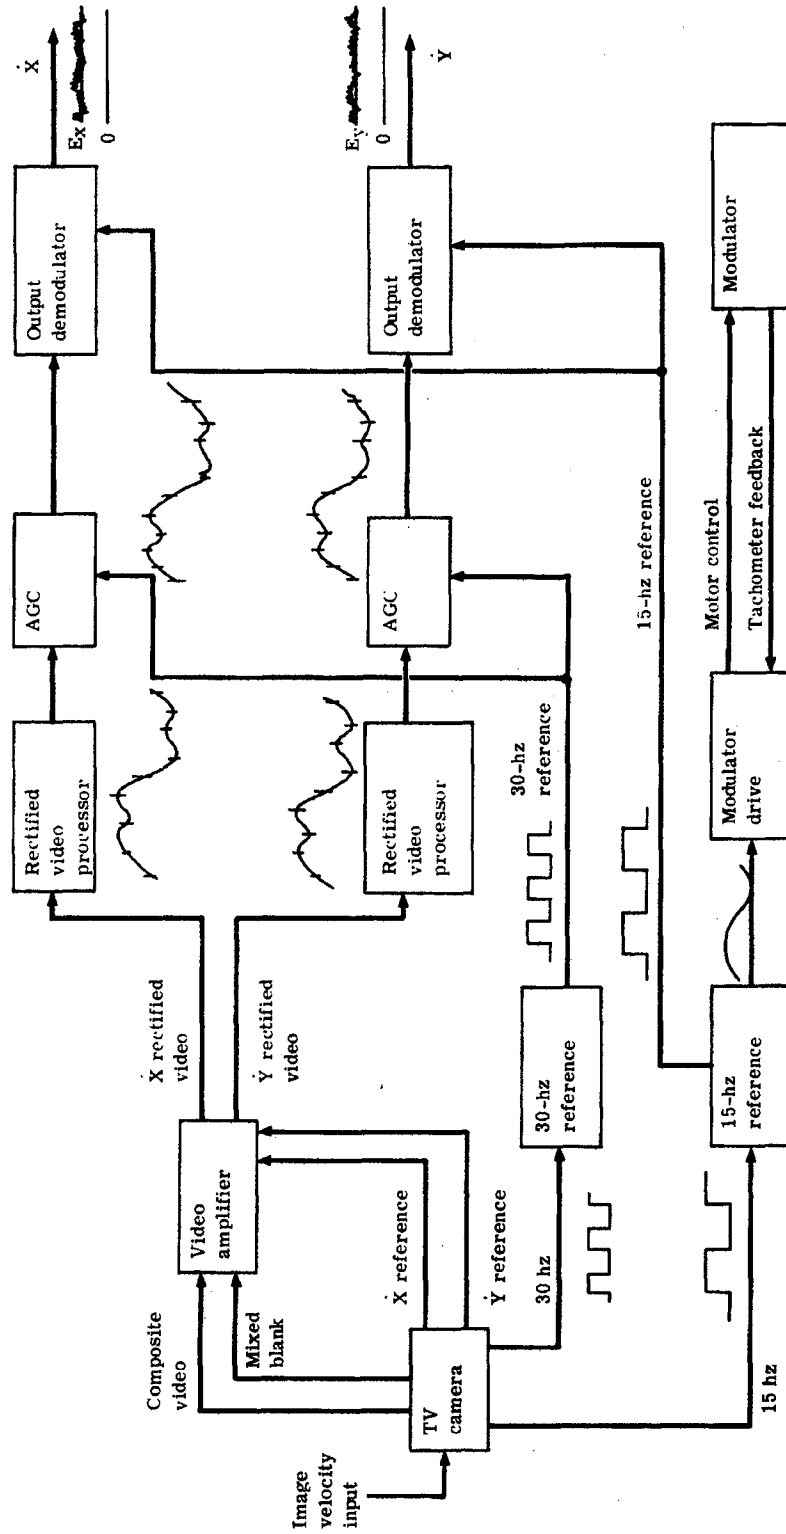 Image
velocity
input
TV
camera
Composite
video
Mixed
blank
Ẋ reference
Ẏ reference
30 hz
15 hz
Video
amplifier
Ẋ rectified
video
Ẏ rectified
video
30-hz
reference
15-hz
reference
Rectified
video
processor
Rectified
video
processor
30-hz
reference
15-hz reference
Modulator
drive
AGC
AGC
Motor control
Tachometer feedback
Output
demodulator
Output
demodulator
Modulator
Ẋ
EX
0
Ẏ
Ey
0